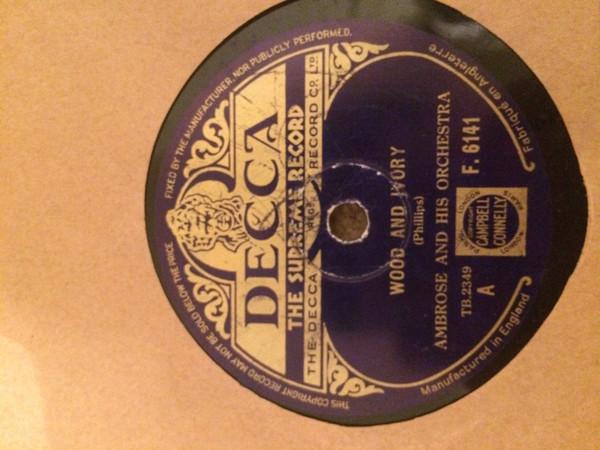 THIS COPYRIGHT RECORD MAY NOT BE SOLD BELOW THE PRICE FIXED BY THE MANUFACTURER, NOR PUBLICLY PERFORMED.
DECCA
THE SUPREME RECORD
THE DECCA RECORD CO. LTD.
WOOD AND IVORY
(Phillips)
AMBROSE AND HIS ORCHESTRA
TB.2349
A
F. 6141
LONDON PARIS
CAMPBELL
CONNELLY
Manufactured in England
Fabriqué en Angleterre